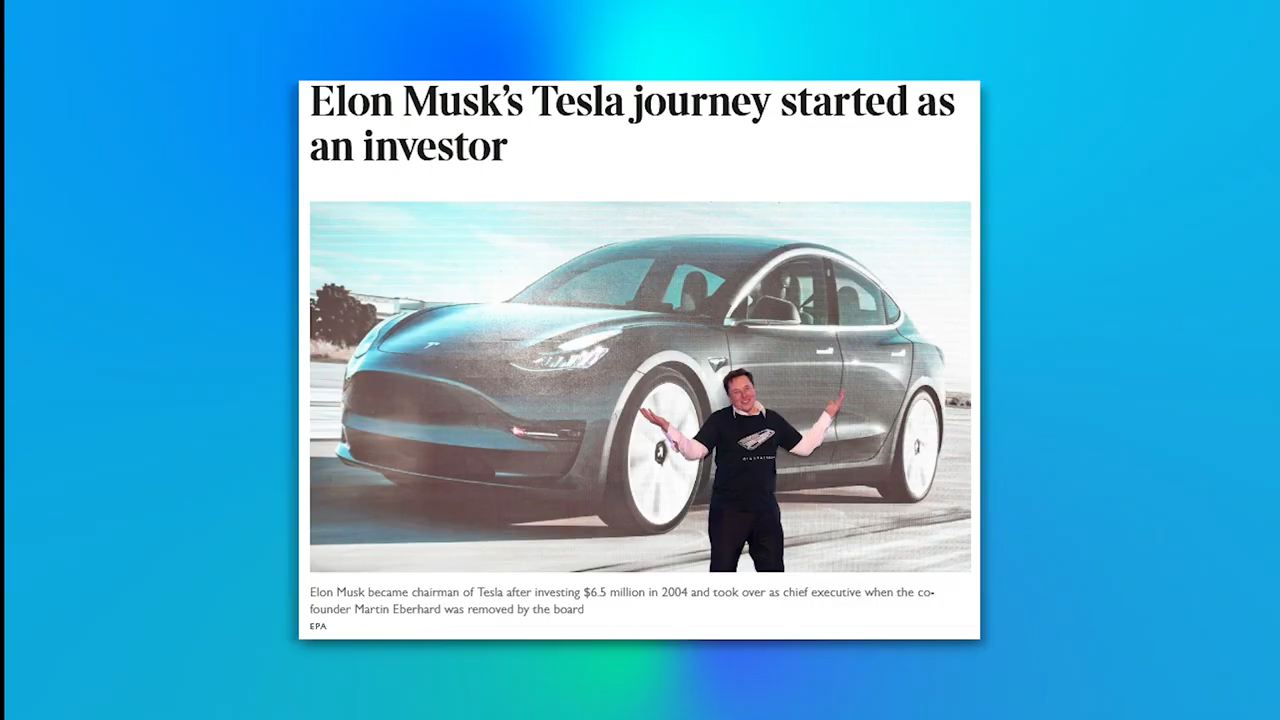 Elon Musk's Tesla journey started as
an investor
Elon Musk became chairman of Tesla after investing $6.5 million in 2004 and took over as chief executive when the co-
founder Martin Eberhard was removed by the board
EPA